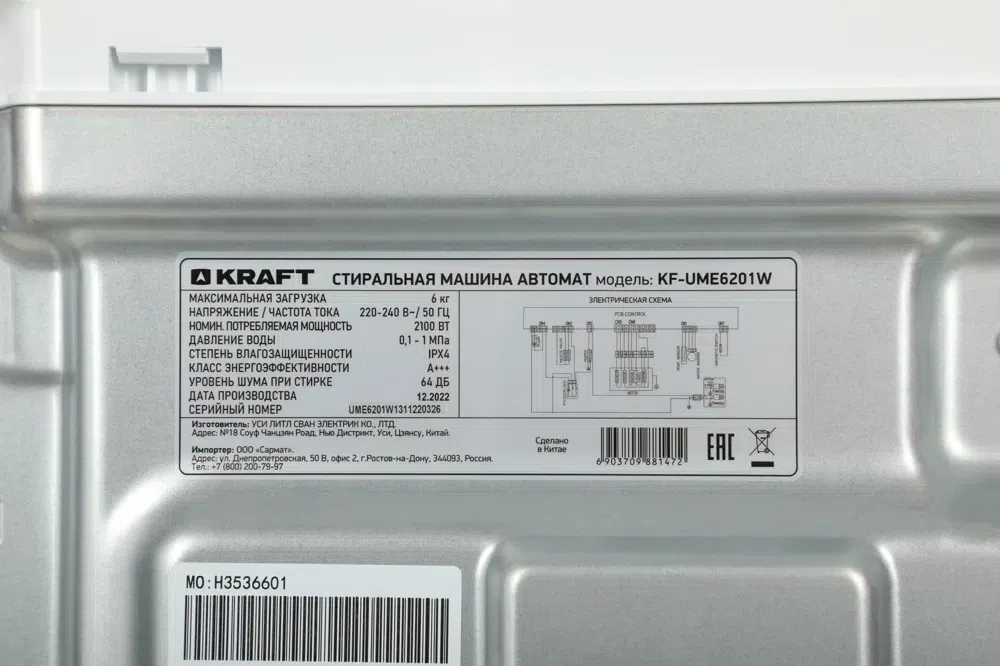 KRAFT СТИРАЛЬНАЯ МАШИНА АВТОМАТ модель: KF-UME6201W
МАКСИМАЛЬНАЯ ЗАГРУЗКА 6 кг
НАПРЯЖЕНИЕ / ЧАСТОТА ТОКА 220-240 В~/ 50 ГЦ
НОМИН. ПОТРЕБЛЯЕМАЯ МОЩНОСТЬ 2100 ВТ
ДАВЛЕНИЕ ВОДЫ 0,1 - 1 МПа
СТЕПЕНЬ ВЛАГОЗАЩИЩЕННОСТИ IPX4
КЛАСС ЭНЕРГОЭФФЕКТИВНОСТИ А+++
УРОВЕНЬ ШУМА ПРИ СТИРКЕ 64 ДБ
ДАТА ПРОИЗВОДСТВА 12.2022
СЕРИЙНЫЙ НОМЕР UME6201W1311220326
ЭЛЕКТРИЧЕСКАЯ СХЕМА
PCB CONTROL
MOTOR
Изготовитель: УСИ ЛИТЛ СВАН ЭЛЕКТРИК КО., ЛТД.
Адрес: №18 Соуф Чанцзян Роад, Нью Дистрикт, Уси, Цзянсу, Китай.
Импортер: ООО «Сармат».
Адрес: ул. Днепропетровская, 50 В, офис 2, г.Ростов-на-Дону, 344093, Россия.
Тел.: +7 (800) 200-79-97
Сделано
в Китае
6 903709 881472
EAC
MO:H3536601